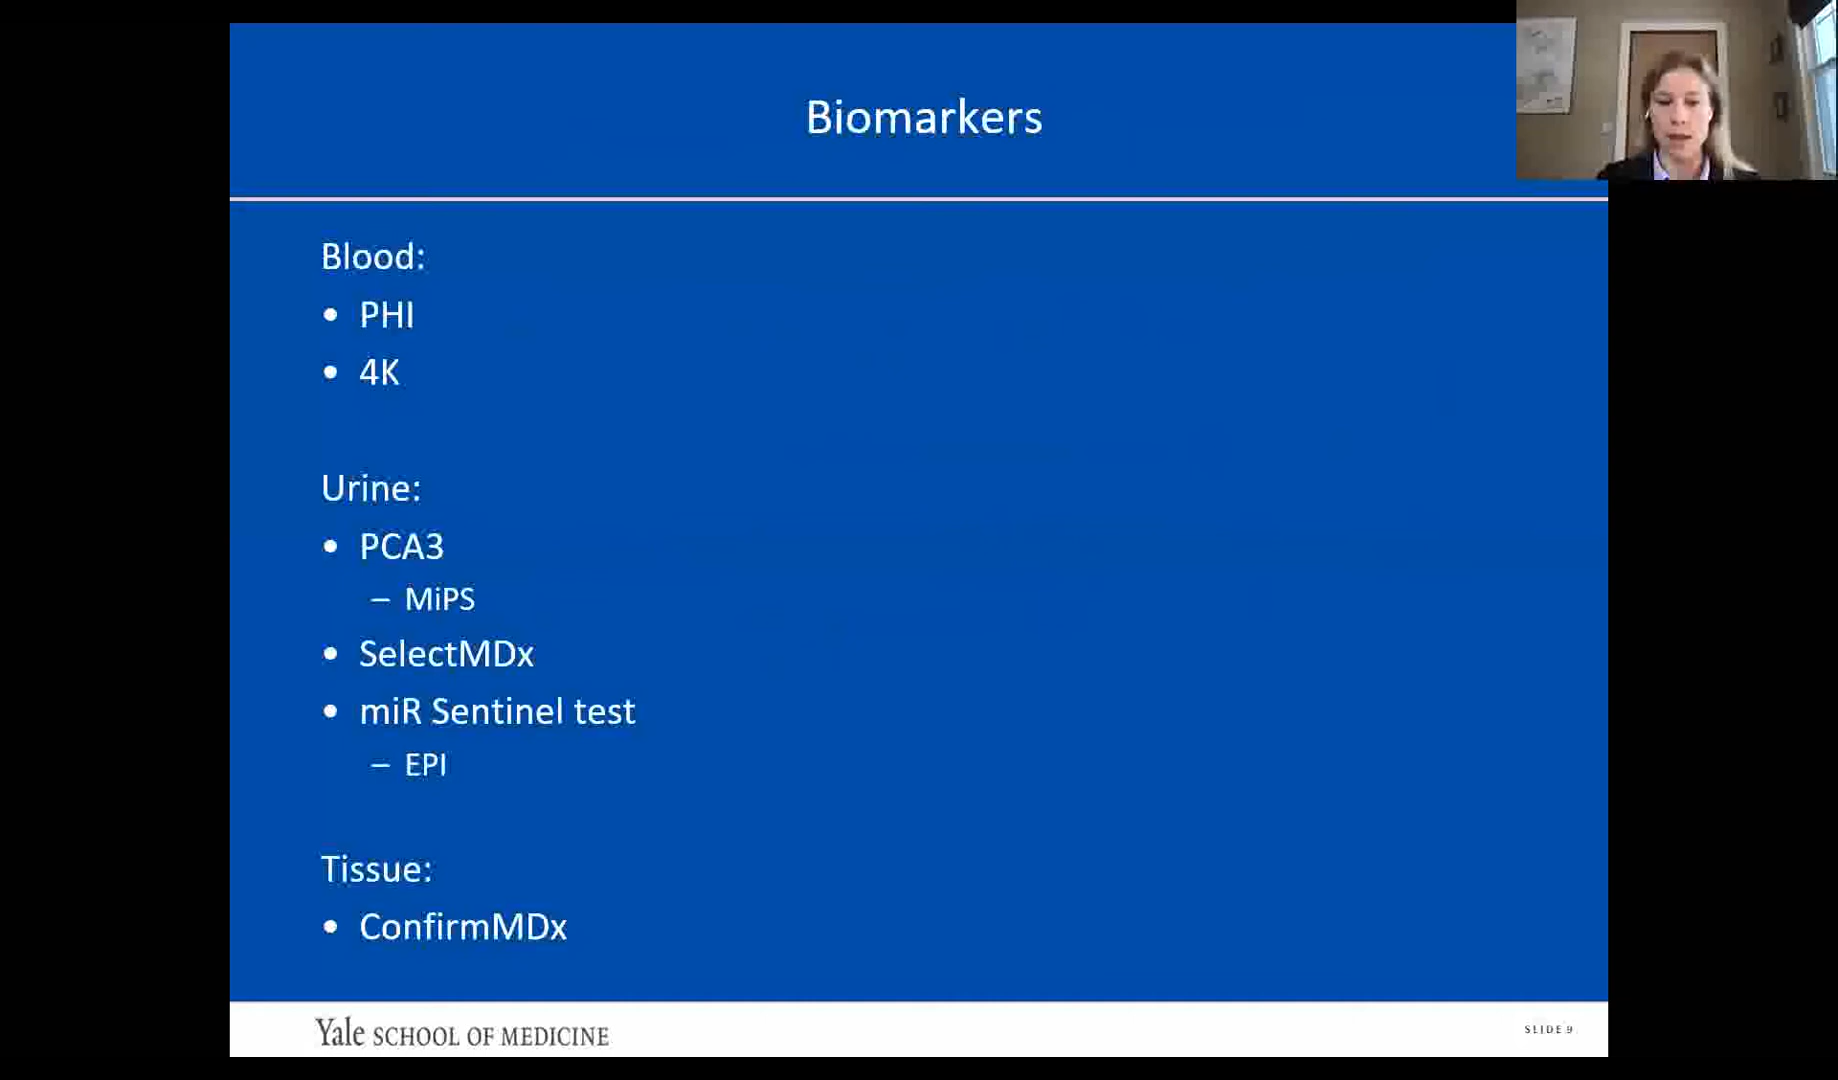 Biomarkers
Blood:
• PHI
• 4K
Urine:
• PCA3
– MiPS
• SelectMDx
• miR Sentinel test
– EPI
Tissue:
• ConfirmMDx
Yale SCHOOL OF MEDICINE
SLIDE 9